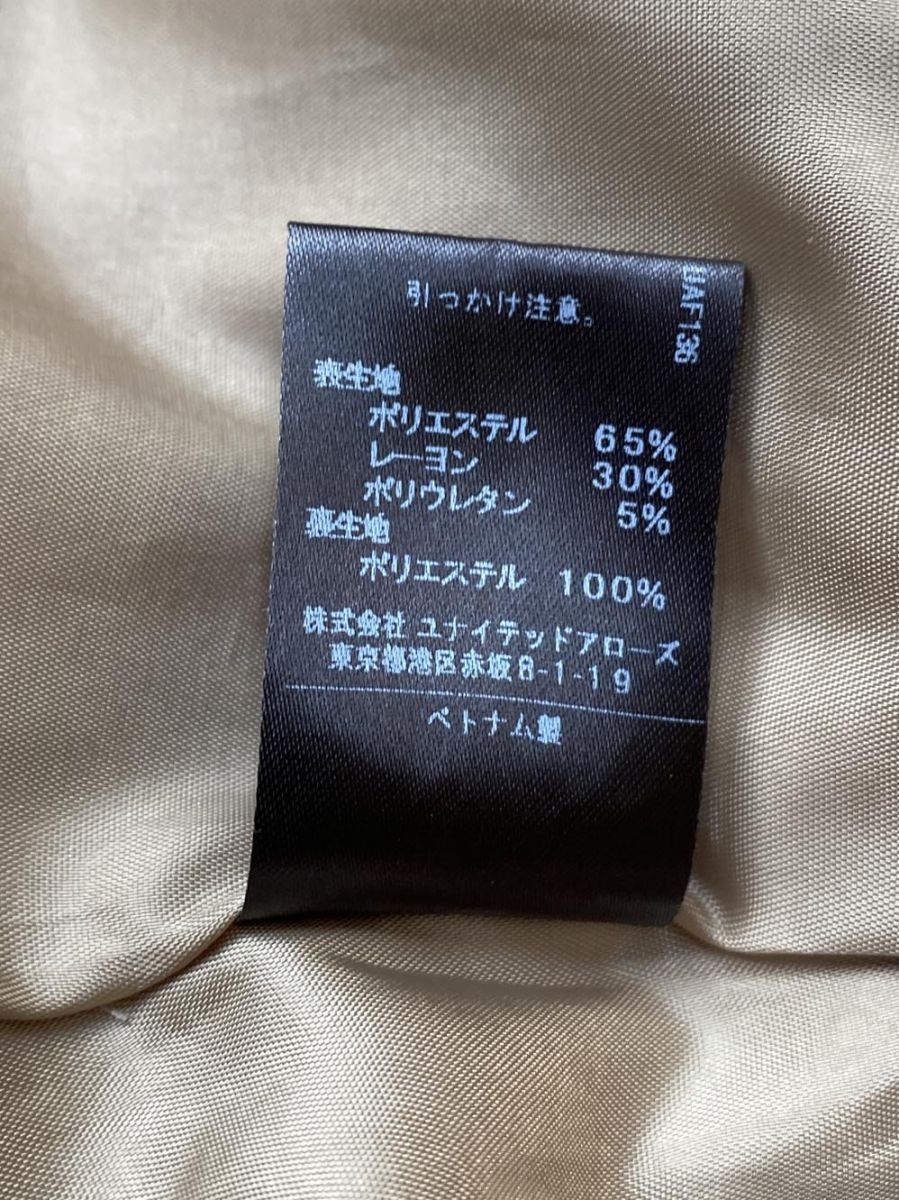 引っかけ注意。
表生地
ポリエステル 65%
レーヨン 30%
ポリウレタン 5%
裏生地
ポリエステル 100%
株式会社 ユナイテッドアローズ
東京都港区赤坂8-1-19
ベトナム製